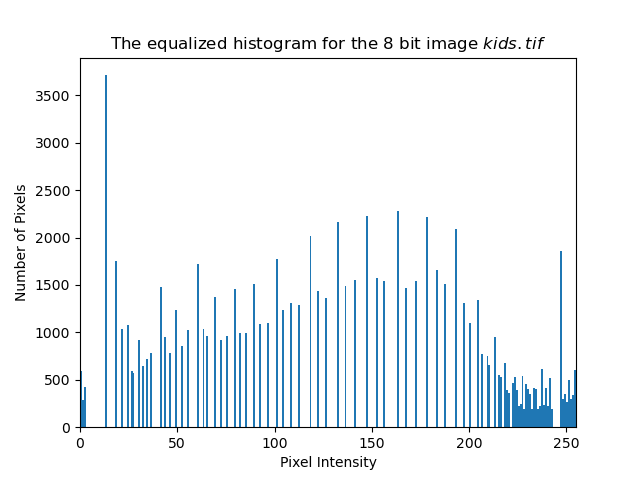 The equalized histogram for the 8 bit image kids.tif
3500
3000
2500
2000
1500
1000
500
0
Number of Pixels
0 50 100 150 200 250
Pixel Intensity